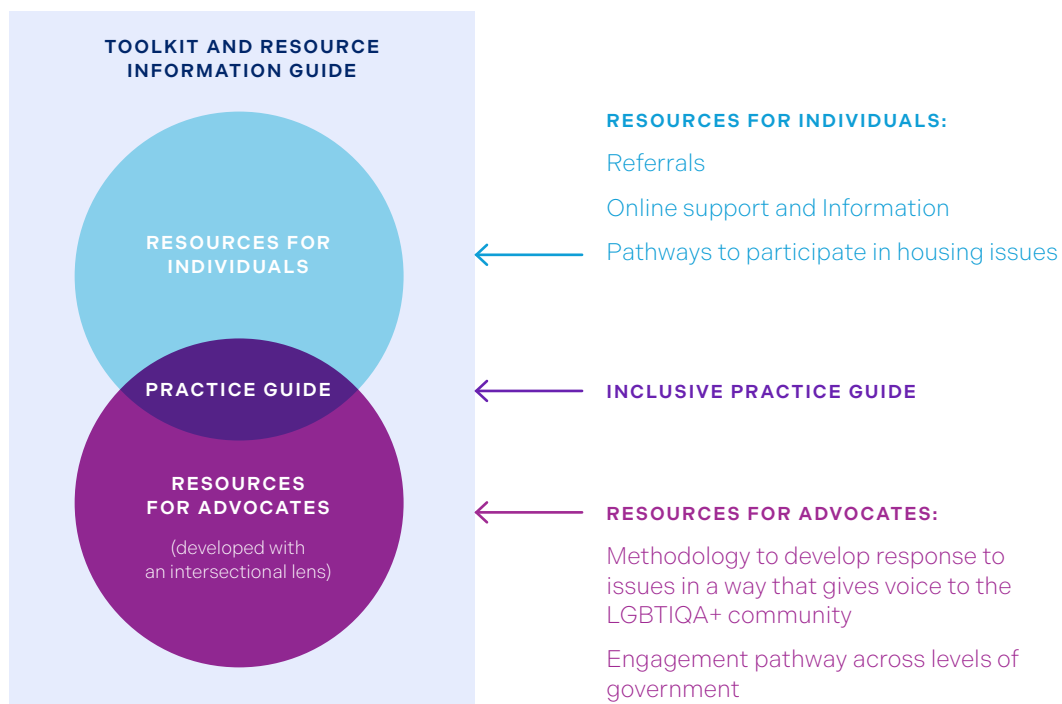 TOOLKIT AND RESOURCE
INFORMATION GUIDE
RESOURCES FOR
INDIVIDUALS
PRACTICE GUIDE
RESOURCES
FOR ADVOCATES
(developed with
an intersectional lens)
RESOURCES FOR INDIVIDUALS:
Referrals
Online support and Information
Pathways to participate in housing issues
INCLUSIVE PRACTICE GUIDE
RESOURCES FOR ADVOCATES:
Methodology to develop response to
issues in a way that gives voice to the
LGBTIQA+ community
Engagement pathway across levels of
government